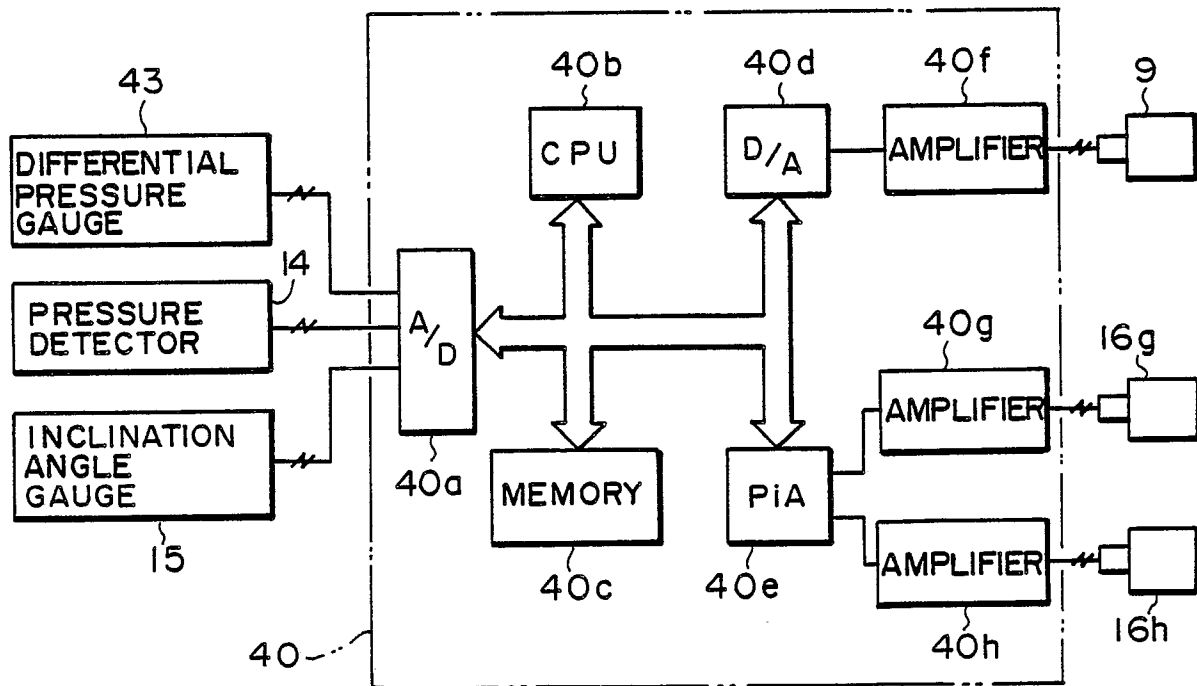 43
DIFFERENTIAL
PRESSURE
GAUGE
14
PRESSURE
DETECTOR
INCLINATION
ANGLE
GAUGE
15
40
A/D
40a
40b
CPU
MEMORY
40c
40d
D/A
PiA
40e
40f
AMPLIFIER
40g
AMPLIFIER
AMPLIFIER
40h
9
16g
16h